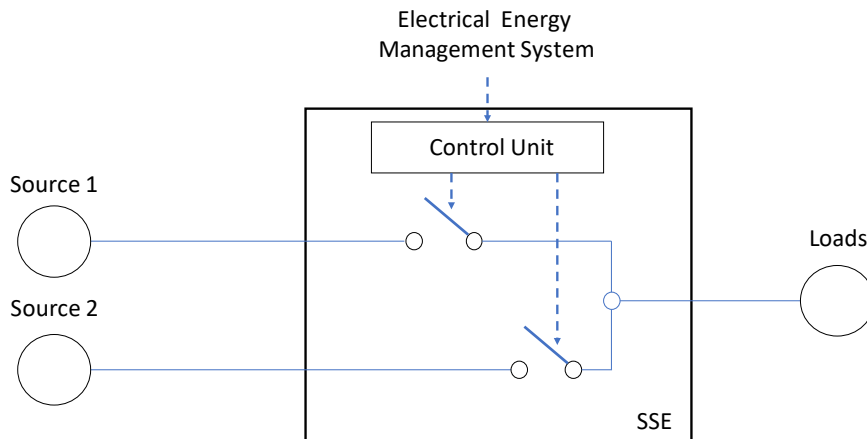 Electrical Energy
Management System
Control Unit
Source 1
Loads
Source 2
SSE